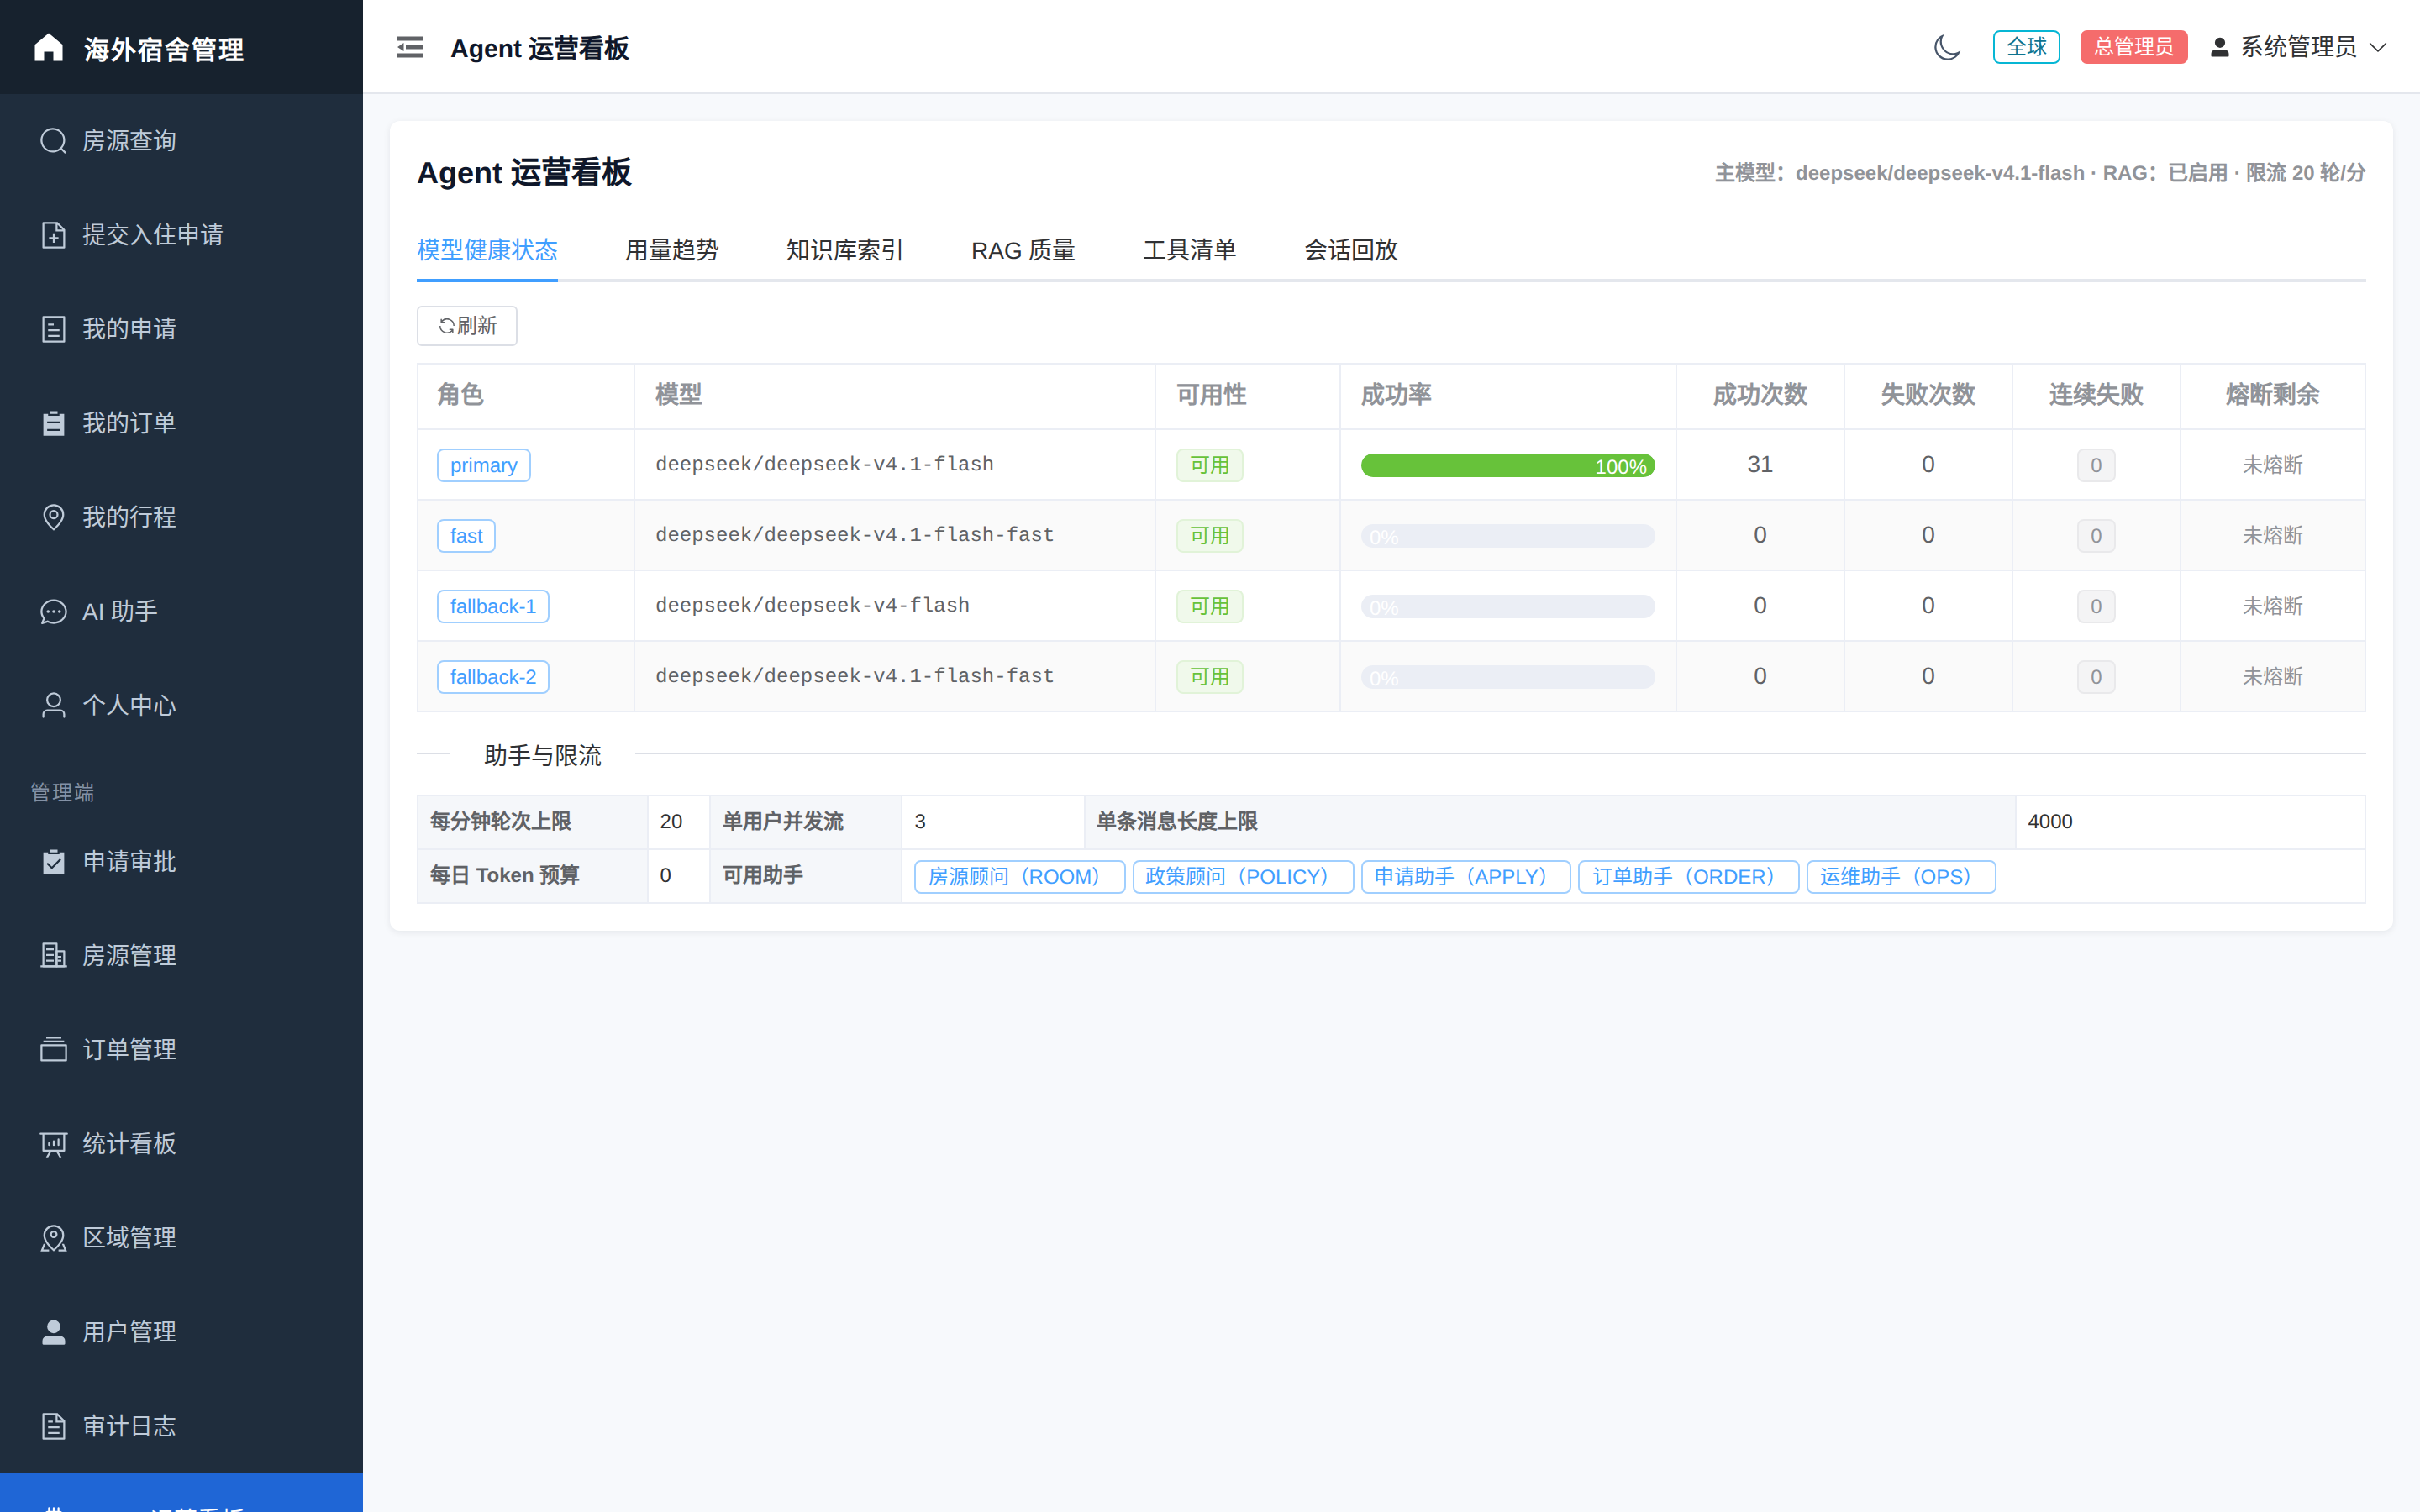 海外宿舍管理
Agent 运营看板
全球
总管理员
系统管理员
房源查询
提交入住申请
我的申请
我的订单
我的行程
AI 助手
个人中心
管理端
申请审批
房源管理
订单管理
统计看板
区域管理
用户管理
审计日志
运营看板
Agent 运营看板
主模型：deepseek/deepseek-v4.1-flash · RAG：已启用 · 限流 20 轮/分
模型健康状态 用量趋势 知识库索引 RAG 质量 工具清单 会话回放
刷新
角色 模型 可用性 成功率 成功次数 失败次数 连续失败 熔断剩余
primary deepseek/deepseek-v4.1-flash 可用 100% 31 0 0 未熔断
fast deepseek/deepseek-v4.1-flash-fast 可用 0% 0 0 0 未熔断
fallback-1 deepseek/deepseek-v4-flash 可用 0% 0 0 0 未熔断
fallback-2 deepseek/deepseek-v4.1-flash-fast 可用 0% 0 0 0 未熔断
助手与限流
每分钟轮次上限 20 单用户并发流 3 单条消息长度上限 4000
每日 Token 预算 0 可用助手 房源顾问（ROOM） 政策顾问（POLICY） 申请助手（APPLY） 订单助手（ORDER） 运维助手（OPS）